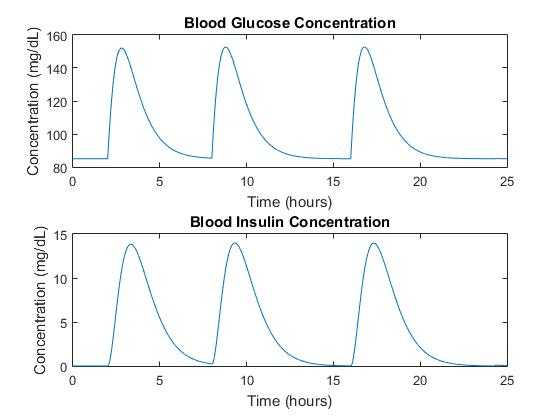 Blood Glucose Concentration
Concentration (mg/dL)
160
140
120
100
80
0 5 10 15 20 25
Time (hours)
Blood Insulin Concentration
Concentration (mg/dL)
15
10
5
0
0 5 10 15 20 25
Time (hours)